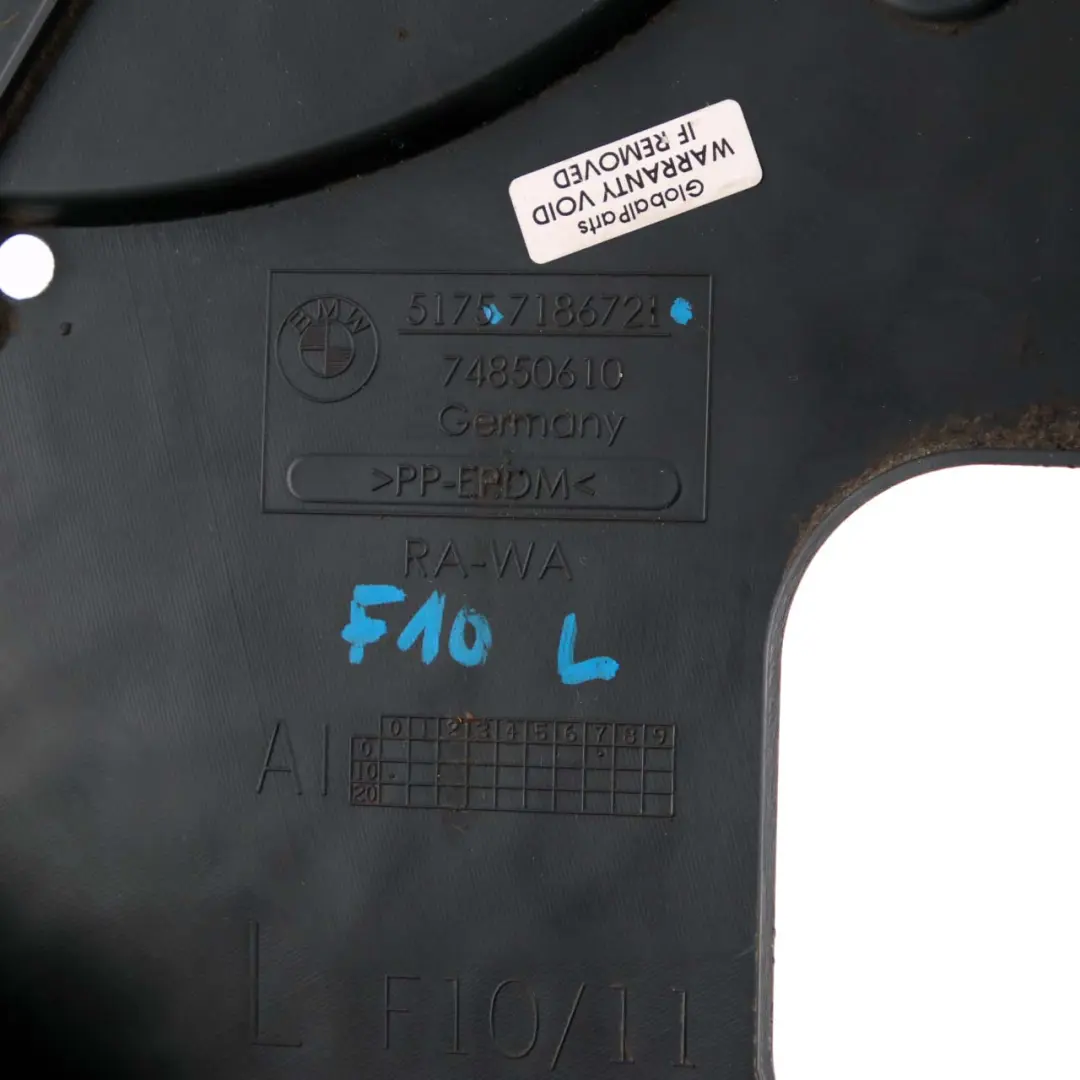 GlobalParts
WARRANTY VOID
IF REMOVED
BMW
5175 7186721
74850610
Germany
>PP-EPDM<
RA-WA
F10 L
AI
0 1 2 3 4 5 6 7 8 9
0
10
20
L F10/11